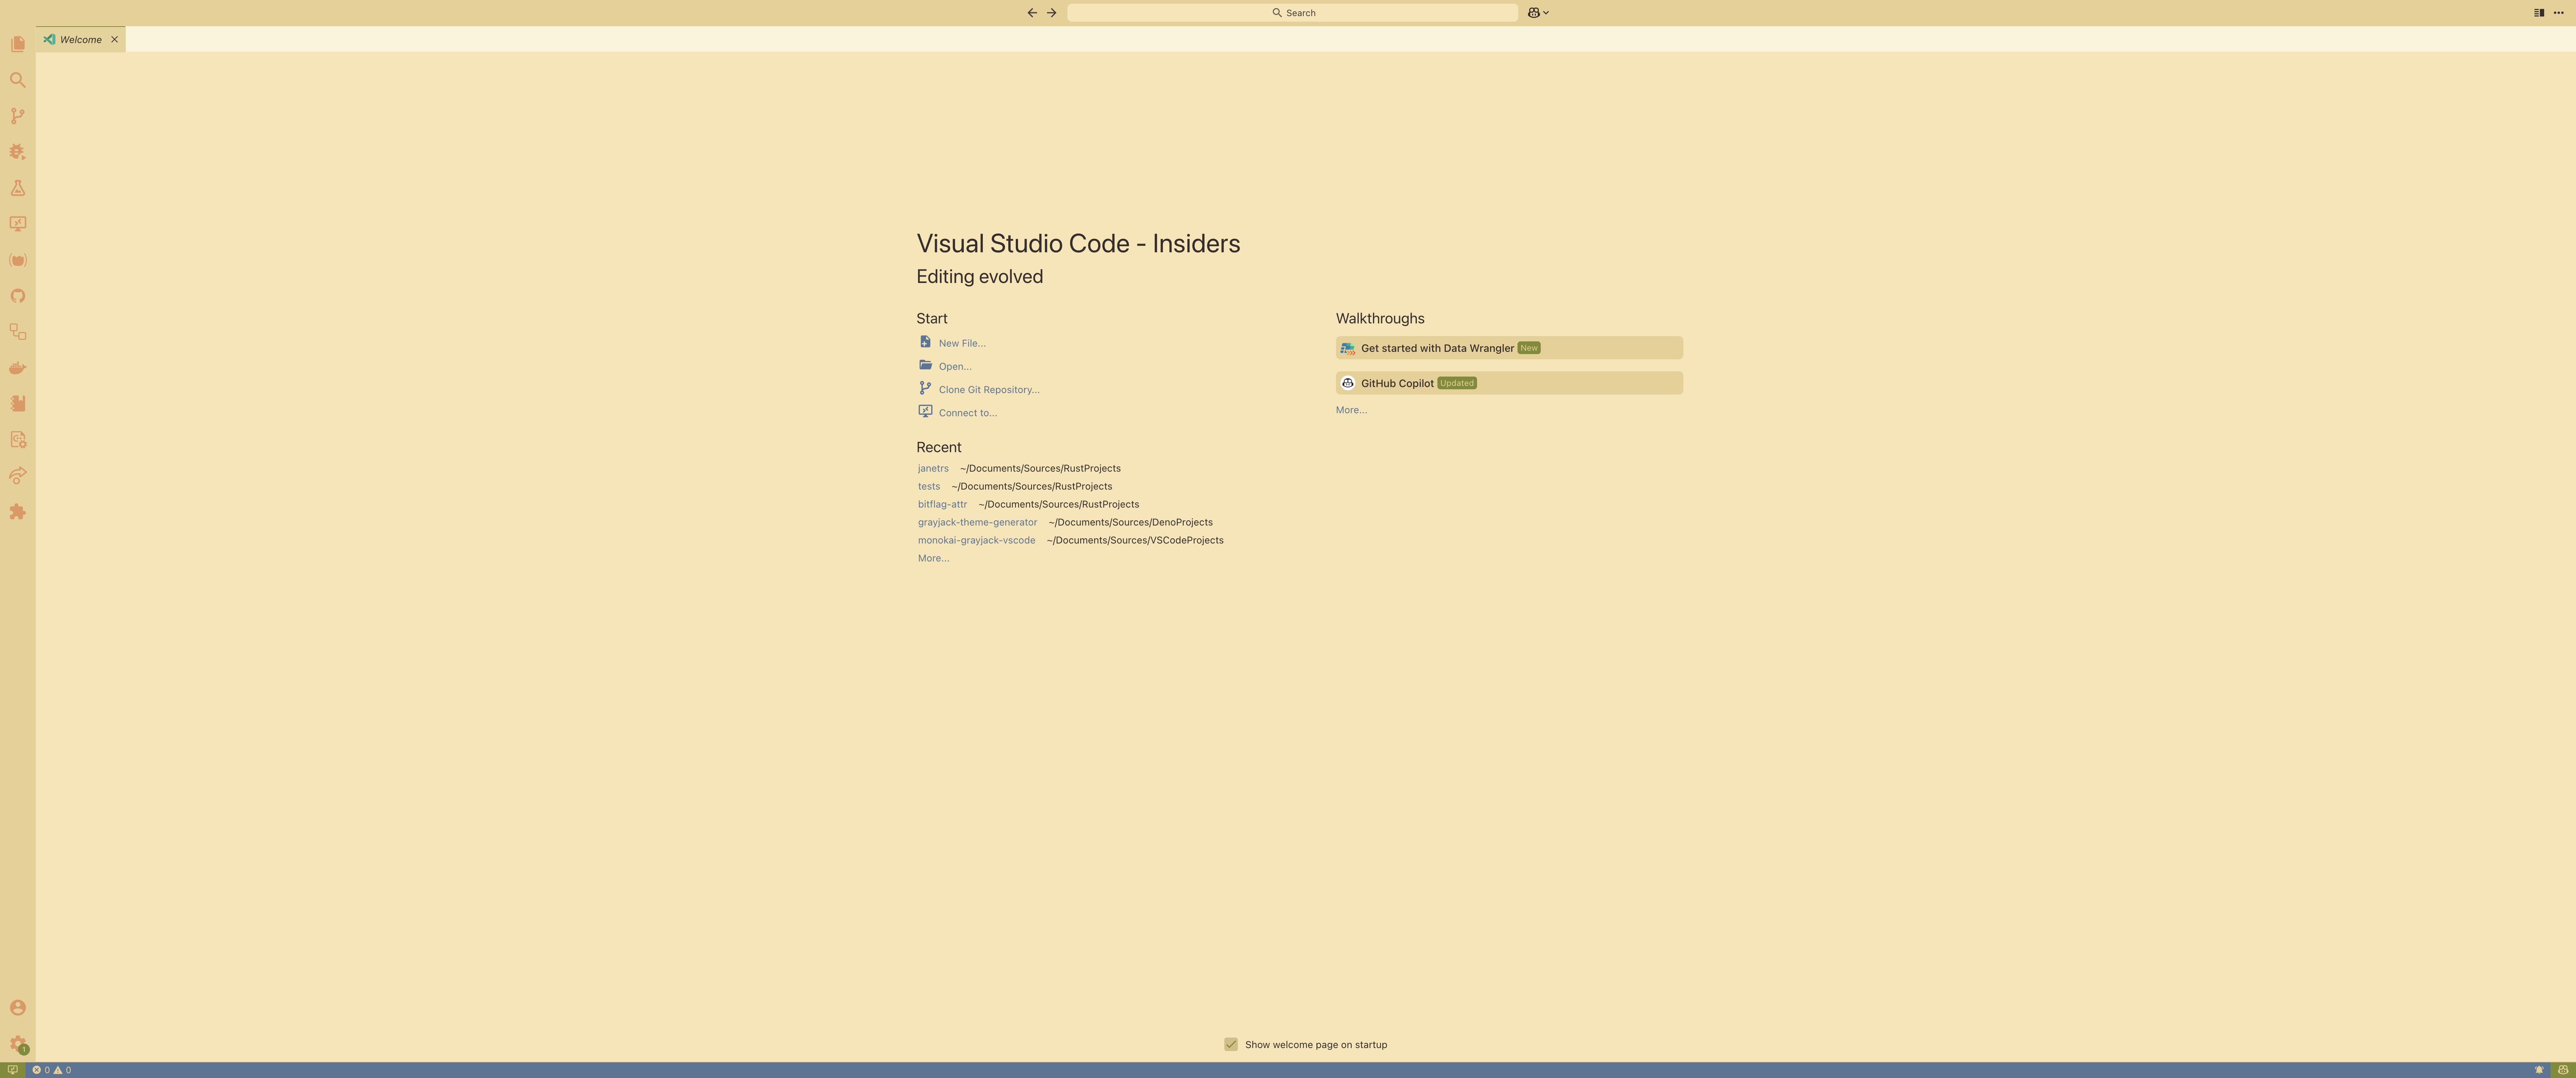 Search
Welcome
Visual Studio Code - Insiders
Editing evolved
Start
New File...
Open...
Clone Git Repository...
Connect to...
Recent
janetrs ~/Documents/Sources/RustProjects
tests ~/Documents/Sources/RustProjects
bitflag-attr ~/Documents/Sources/RustProjects
grayjack-theme-generator ~/Documents/Sources/DenoProjects
monokai-grayjack-vscode ~/Documents/Sources/VSCodeProjects
More...
Walkthroughs
Get started with Data Wrangler New
GitHub Copilot Updated
More...
Show welcome page on startup
1
0 0